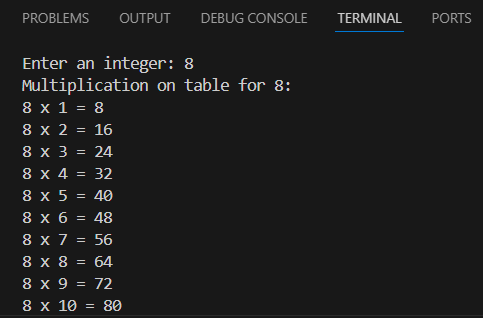 PROBLEMS OUTPUT DEBUG CONSOLE TERMINAL PORTS
Enter an integer: 8
Multiplication on table for 8:
8 x 1 = 8
8 x 2 = 16
8 x 3 = 24
8 x 4 = 32
8 x 5 = 40
8 x 6 = 48
8 x 7 = 56
8 x 8 = 64
8 x 9 = 72
8 x 10 = 80